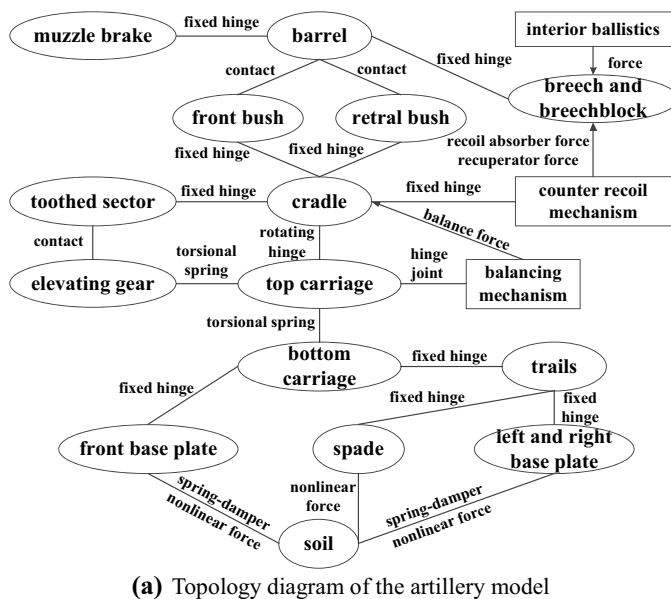 muzzle brake
fixed hinge
barrel
interior ballistics
fixed hinge
force
breech and
breechblock
contact
contact
front bush
retral bush
recoil absorber force
recuperator force
fixed hinge
fixed hinge
toothed sector
fixed hinge
cradle
fixed hinge
counter recoil
mechanism
contact
torsional
spring
rotating
hinge
balance force
hinge
joint
elevating gear
top carriage
balancing
mechanism
torsional spring
bottom
carriage
fixed hinge
trails
fixed hinge
fixed hinge
fixed
hinge
front base plate
spade
left and right
base plate
spring-damper
nonlinear force
nonlinear
force
spring-damper
nonlinear force
soil
(a) Topology diagram of the artillery model